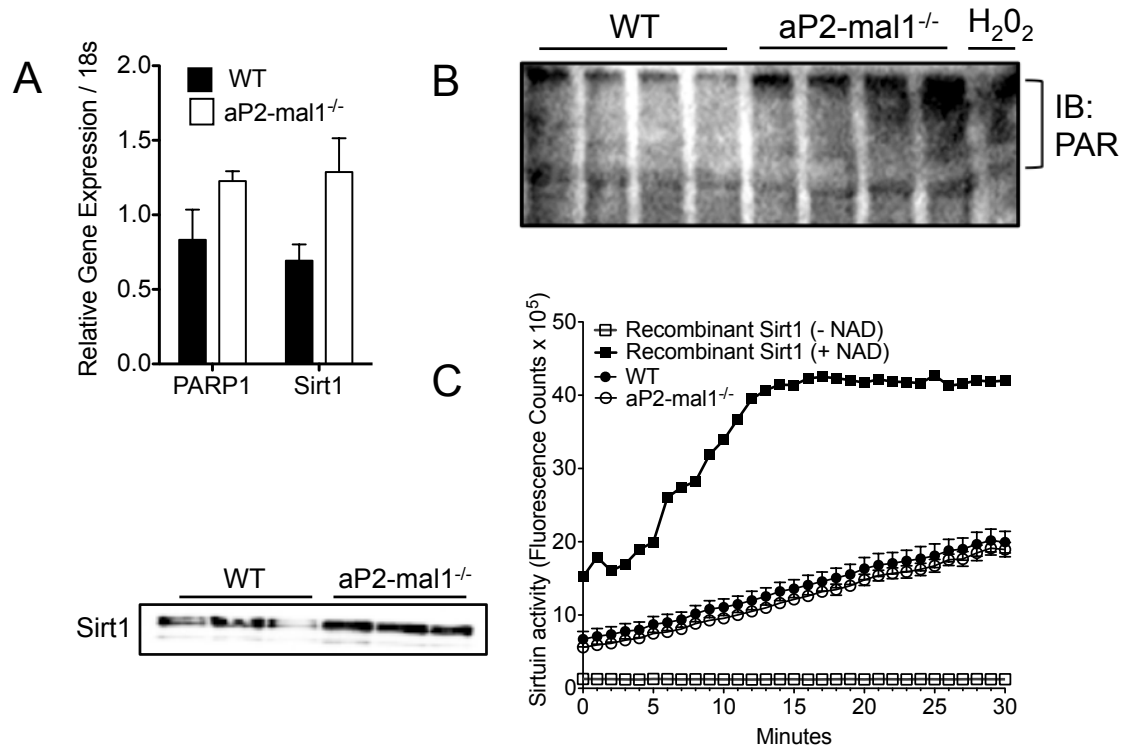 A
Relative Gene Expression / 18s
2.0
1.5
1.0
0.5
0.0
WT
aP2-mal1-/-
PARP1
Sirt1
B
WT
aP2-mal1-/-
H202
IB:
PAR
WT
aP2-mal1-/-
Sirt1
C
Sirtuin activity (Fluorescence Counts x 10⁵)
50
40
30
20
10
0
Recombinant Sirt1 (- NAD)
Recombinant Sirt1 (+ NAD)
WT
aP2-mal1-/-
0 5 10 15 20 25 30
Minutes